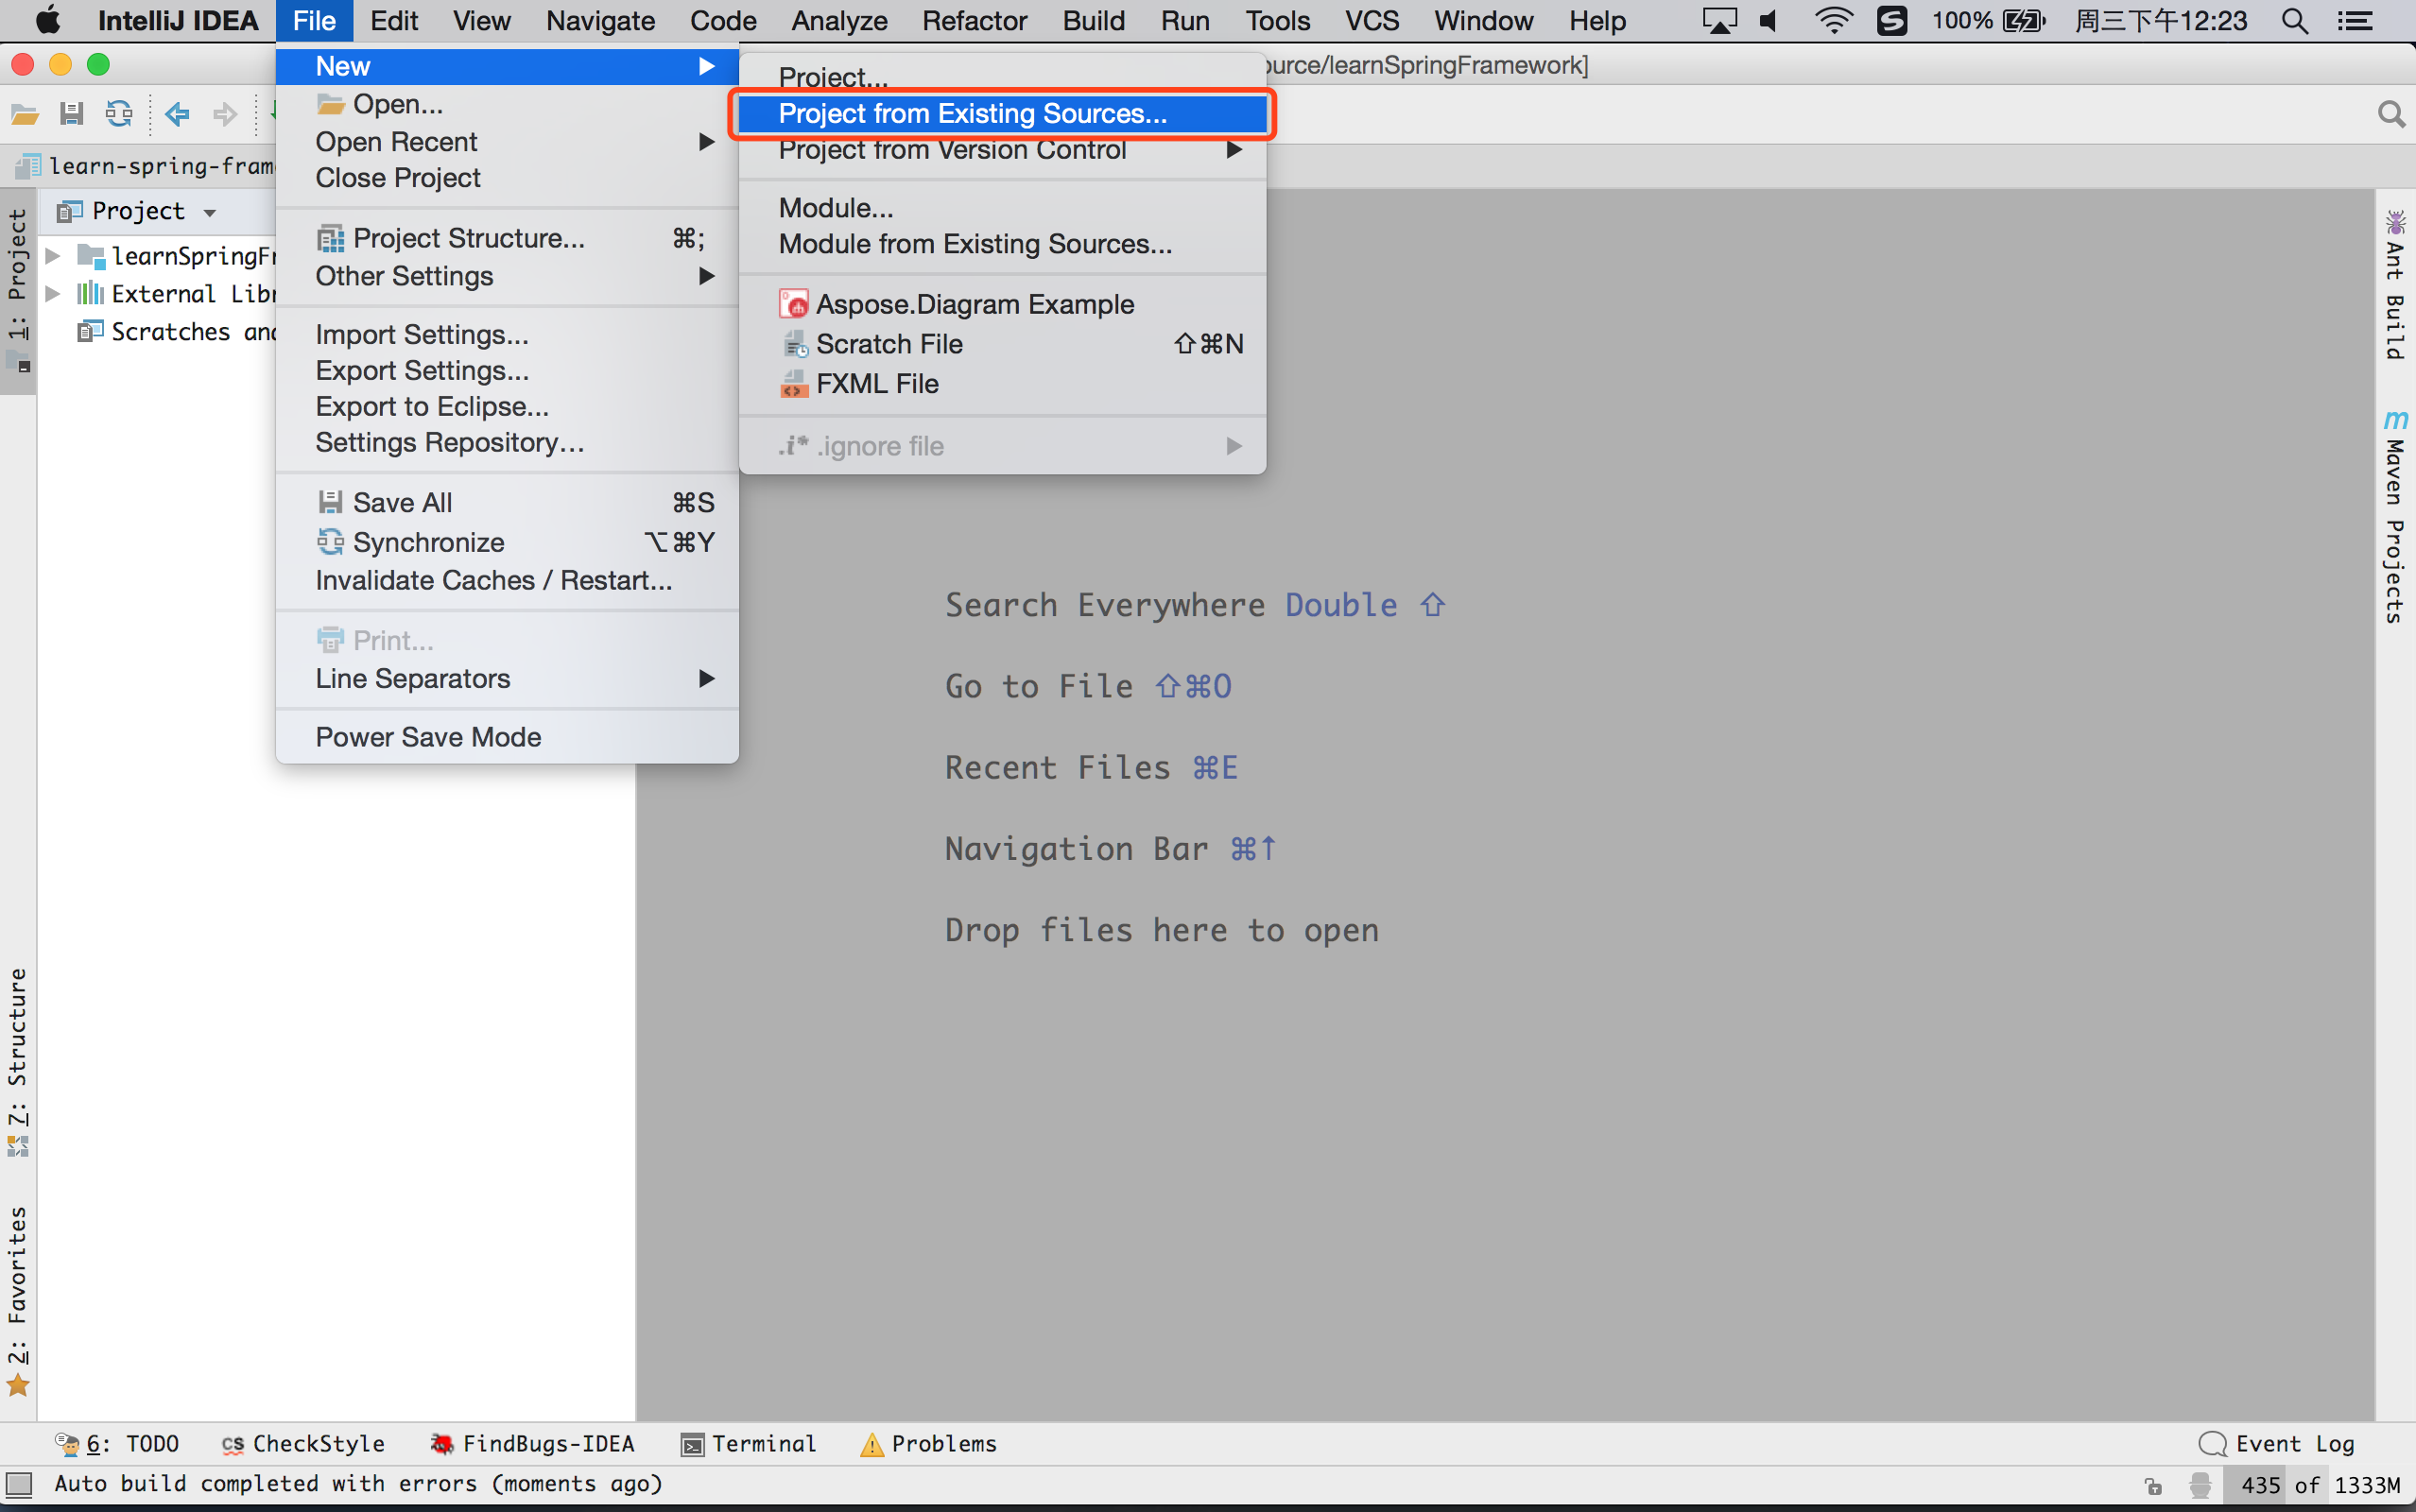 IntelliJ IDEA File Edit View Navigate Code Analyze Refactor Build Run Tools VCS Window Help 100% 周三下午12:23
ource/learnSpringFramework]
New
Open...
Open Recent
Close Project
Project Structure... ⌘;
Other Settings
Import Settings...
Export Settings...
Export to Eclipse...
Settings Repository...
Save All ⌘S
Synchronize ⌥⌘Y
Invalidate Caches / Restart...
Print...
Line Separators
Power Save Mode
Project...
Project from Existing Sources...
Project from Version Control
Module...
Module from Existing Sources...
Aspose.Diagram Example
Scratch File ⇧⌘N
FXML File
.i* .ignore file
learn-spring-fram
Project
learnSpringFr
External Libr
Scratches and
1: Project
7: Structure
2: Favorites
Ant Build
m Maven Projects
Search Everywhere Double ⇧
Go to File ⇧⌘O
Recent Files ⌘E
Navigation Bar ⌘↑
Drop files here to open
6: TODO CS CheckStyle FindBugs-IDEA Terminal Problems Event Log
Auto build completed with errors (moments ago) 435 of 1333M